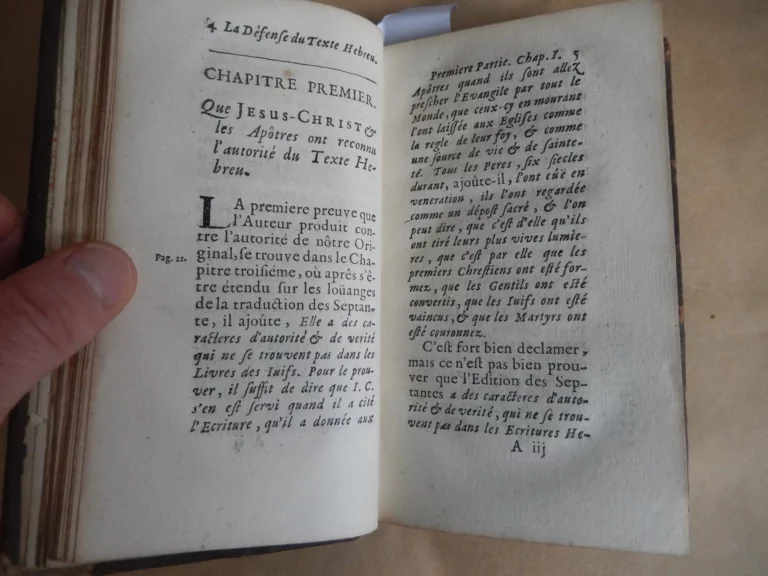 4 La Défense du Texte Hebreu.
CHAPITRE PREMIER.
Que JESUS-CHRIST &
les Apôtres ont reconnu
l'autorité du Texte He-
breu.
LA premiere preuve que
l'Auteur produit con-
tre l'autorité de nôtre Ori-
ginal, se trouve dans le Cha-
Pag. 22.
pitre troisiéme, où aprés s'ê-
tre étendu sur les loüanges
de la traduction des Septan-
te, il ajoûte, Elle a des ca-
racteres d'autorité & de verité
qui ne se trouvent pas dans les
Livres des Iuifs. Pour le prou-
ver, il suffit de dire que I. C.
s'en est servi quand il a cité
l'Ecriture, qu'il a donnée aux
Premiere Partie. Chap. I. 5
Apôtres quand ils sont allez
prescher l'Evangile par tout le
Monde, que ceux-cy en mourant
l'ont laissée aux Eglises comme
la regle de leur foy, & comme
une source de vie & de sainte-
té. Tous les Peres, six siecles
durant, ajoûte-il, l'ont eûë en
veneration, ils l'ont regardée
comme un dépost sacré, & l'on
peut dire, que c'est d'elle qu'ils
ont tiré leurs plus vives lumie-
res, que c'est par elle que les
premiers Chrestiens ont esté for-
mez, que les Gentils ont esté
convertis, que les Iuifs ont esté
vaincus, & que les Martyrs ont
esté couronnez.
C'est fort bien declamer,
mais ce n'est pas bien prou-
ver que l'Edition des Sep-
tantes a des caracteres d'auto-
rité & de verité, qui ne se trou-
vent pas dans les Ecritures He-
A iij